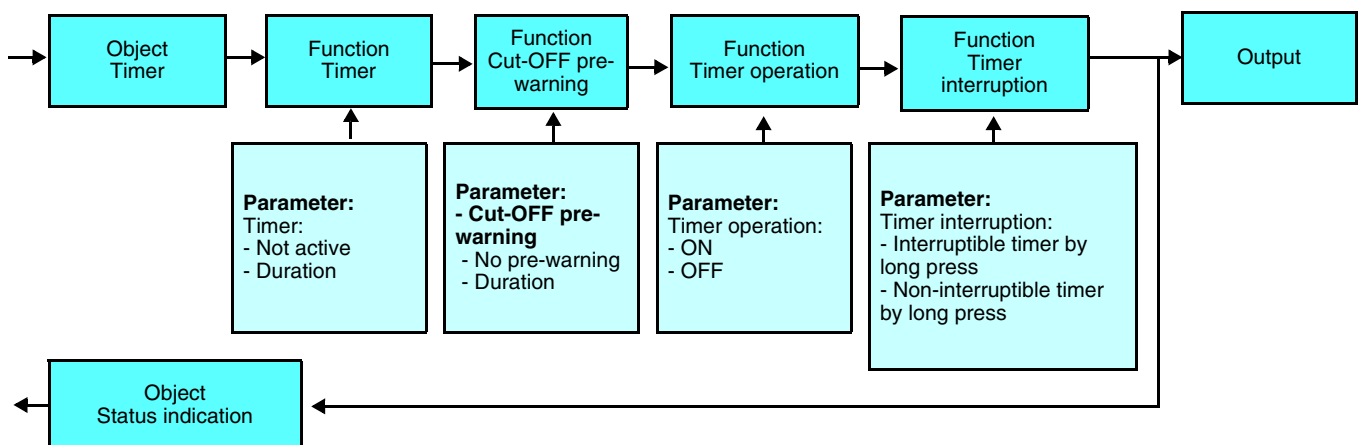 Object
Timer
Function
Timer
Function
Cut-OFF pre-
warning
Function
Timer operation
Function
Timer
interruption
Output
Parameter:
Timer:
- Not active
- Duration
Parameter:
- Cut-OFF pre-
warning
- No pre-warning
- Duration
Parameter:
Timer operation:
- ON
- OFF
Parameter:
Timer interruption:
- Interruptible timer by
long press
- Non-interruptible timer
by long press
Object
Status indication